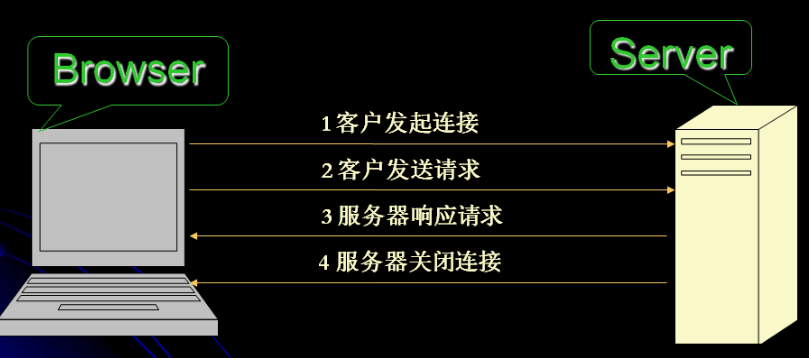 Browser
Server
1客户发起连接
2客户发送请求
3服务器响应请求
4 服务器关闭连接